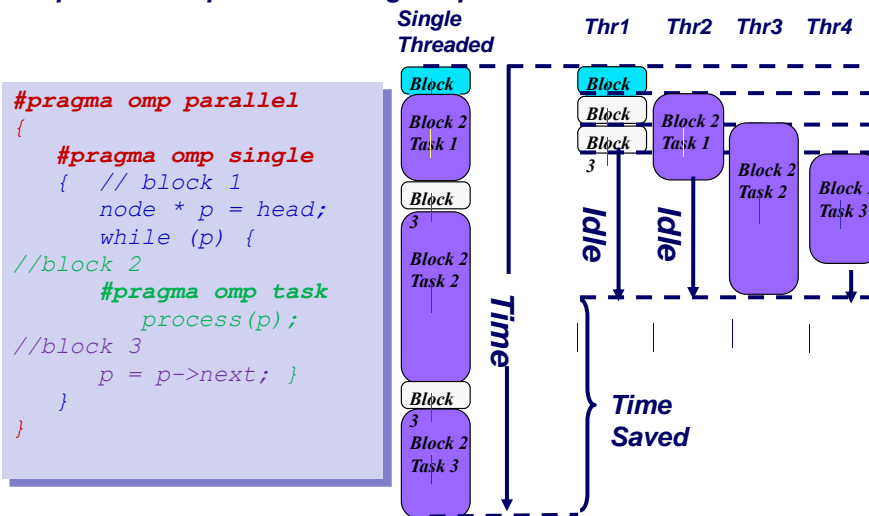 Single
Threaded
Thr1 Thr2 Thr3 Thr4
#pragma omp parallel
{
#pragma omp single
{ // block 1
node * p = head;
while (p) {
//block 2
#pragma omp task
process(p);
//block 3
p = p->next; }
}
}
Block
Block 2
Task 1
Block
3
Block 2
Task 2
Block
3
Block 2
Task 3
Time
Block
Block
Block
3
Idle
Block 2
Task 1
Idle
Block 2
Task 2
Block
Task 3
Time
Saved